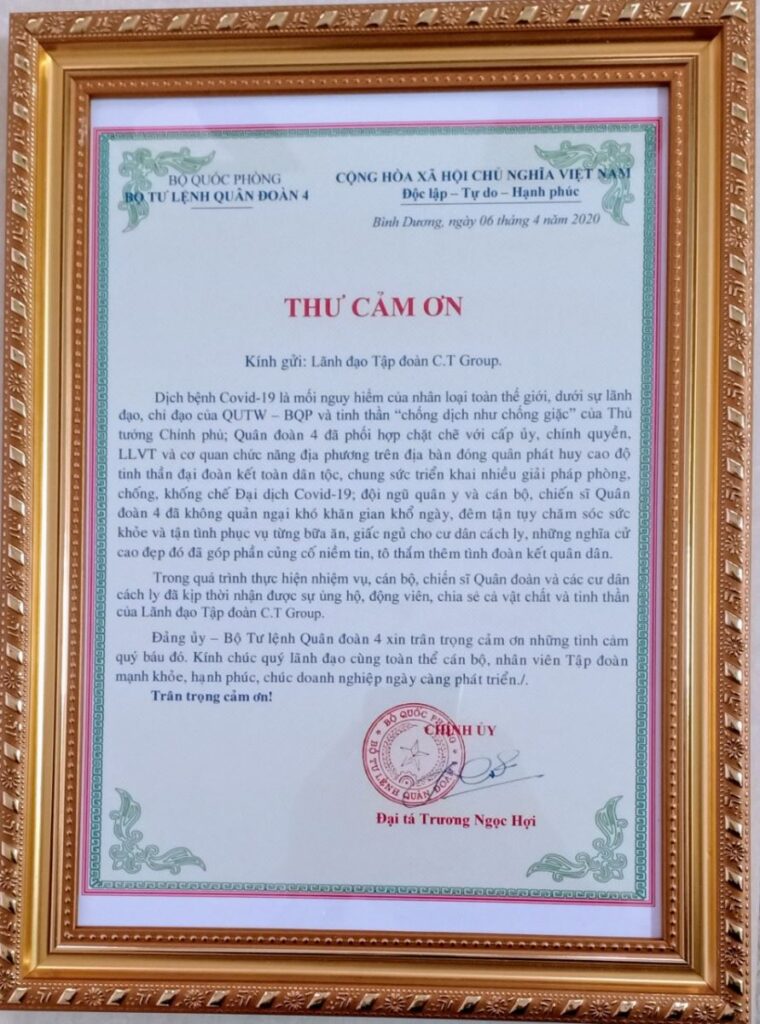 BỘ QUỐC PHÒNG
BỘ TƯ LỆNH QUÂN ĐOÀN 4
CỘNG HÒA XÃ HỘI CHỦ NGHĨA VIỆT NAM
Độc lập – Tự do – Hạnh phúc
Bình Dương, ngày 06 tháng 4 năm 2020
THƯ CẢM ƠN
Kính gửi: Lãnh đạo Tập đoàn C.T Group.
Dịch bệnh Covid-19 là mối nguy hiểm của nhân loại toàn thế giới, dưới sự lãnh
đạo, chỉ đạo của QUTW – BQP và tinh thần “chống dịch như chống giặc” của Thủ
tướng Chính phủ; Quân đoàn 4 đã phối hợp chặt chẽ với cấp ủy, chính quyền,
LLVT và cơ quan chức năng địa phương trên địa bàn đóng quân phát huy cao độ
tinh thần đại đoàn kết toàn dân tộc, chung sức triển khai nhiều giải pháp phòng,
chống, khống chế Đại dịch Covid-19; đội ngũ quân y và cán bộ, chiến sĩ Quân
đoàn 4 đã không quản ngại khó khăn gian khổ ngày, đêm tận tụy chăm sóc sức
khỏe và tận tình phục vụ từng bữa ăn, giấc ngủ cho cư dân cách ly, những nghĩa cử
cao đẹp đó đã góp phần củng cố niềm tin, tô thắm thêm tình đoàn kết quân dân.
Trong quá trình thực hiện nhiệm vụ, cán bộ, chiến sĩ Quân đoàn và các cư dân
cách ly đã kịp thời nhận được sự ủng hộ, động viên, chia sẻ cả vật chất và tinh thần
của Lãnh đạo Tập đoàn C.T Group.
Đảng ủy – Bộ Tư lệnh Quân đoàn 4 xin trân trọng cảm ơn những tình cảm
quý báu đó. Kính chúc quý lãnh đạo cùng toàn thể cán bộ, nhân viên Tập đoàn
mạnh khỏe, hạnh phúc, chúc doanh nghiệp ngày càng phát triển./.
Trân trọng cảm ơn!
CHÍNH ỦY
BỘ QUỐC PHÒNG
BỘ TƯ LỆNH QUÂN ĐOÀN
Đại tá Trương Ngọc Hợi